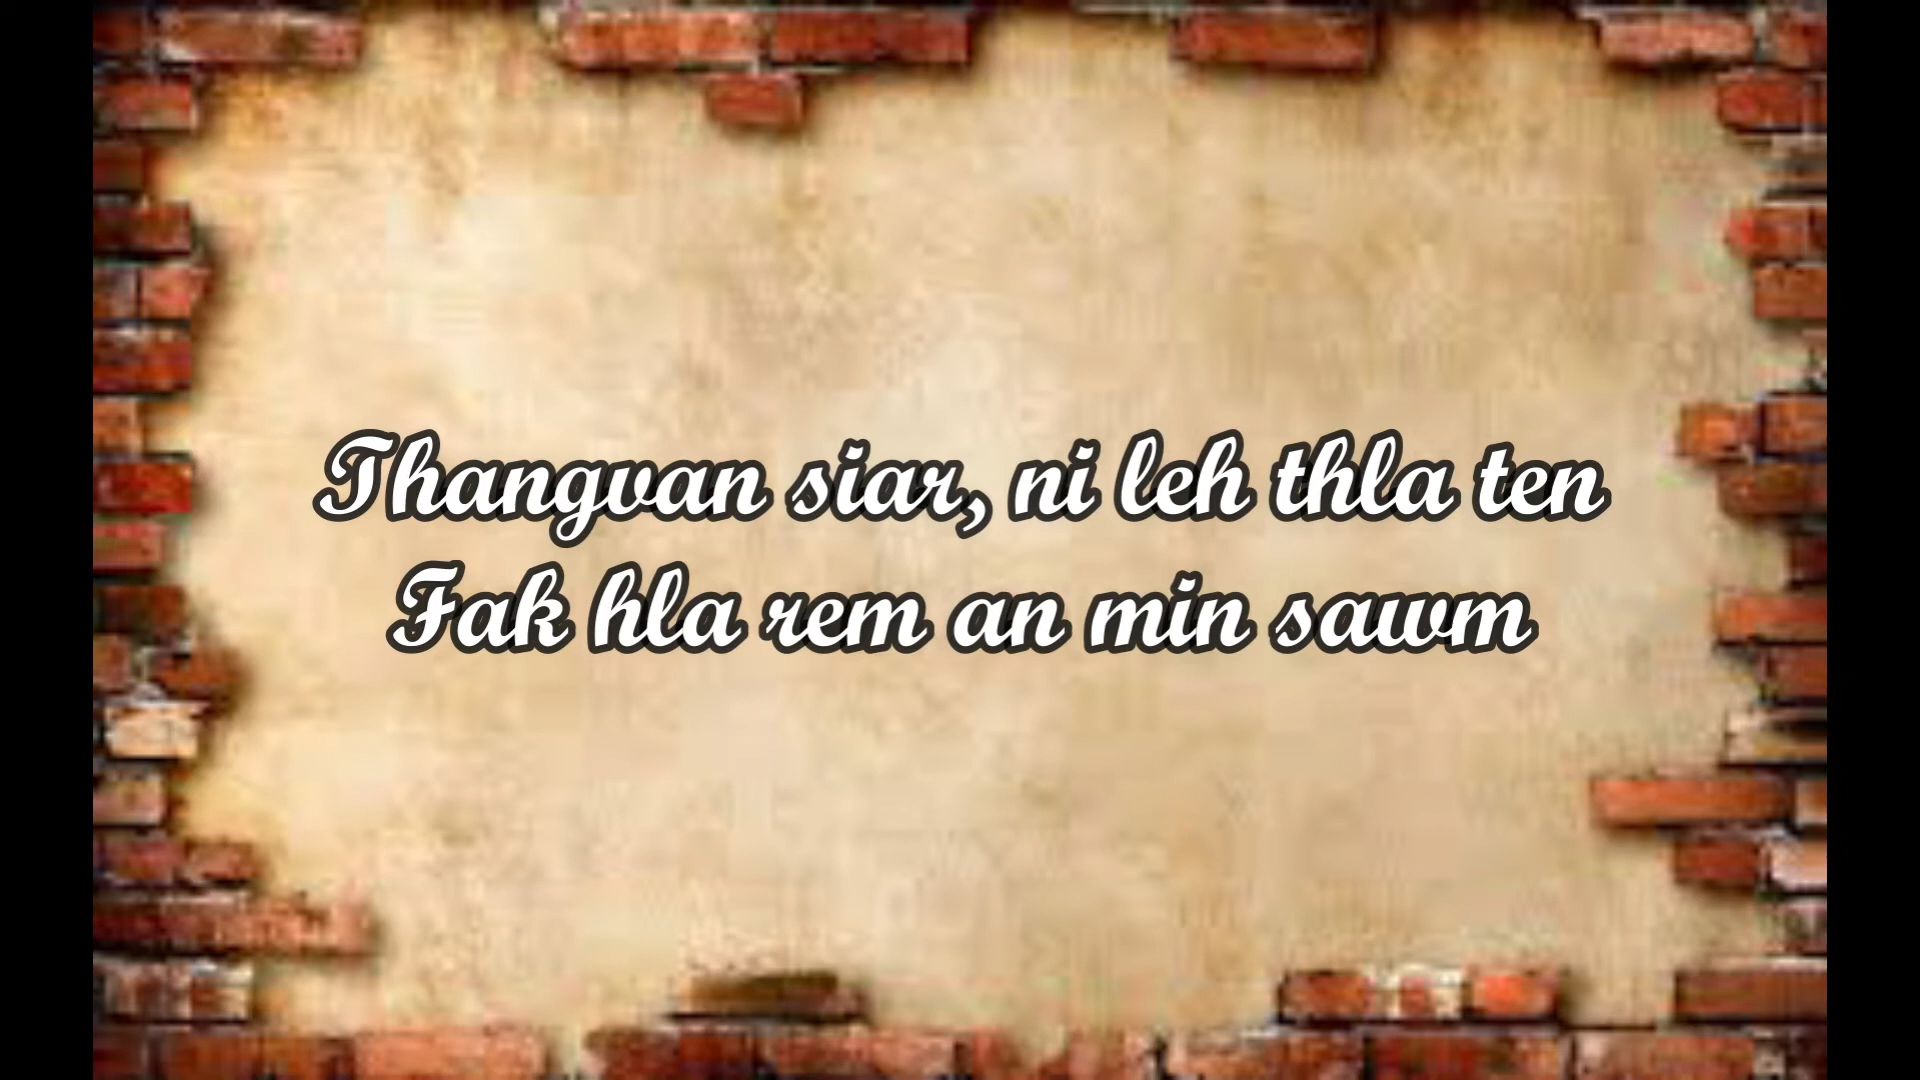 Thangvan siar, ni leh thla ten
Fak hla rem an min sawm